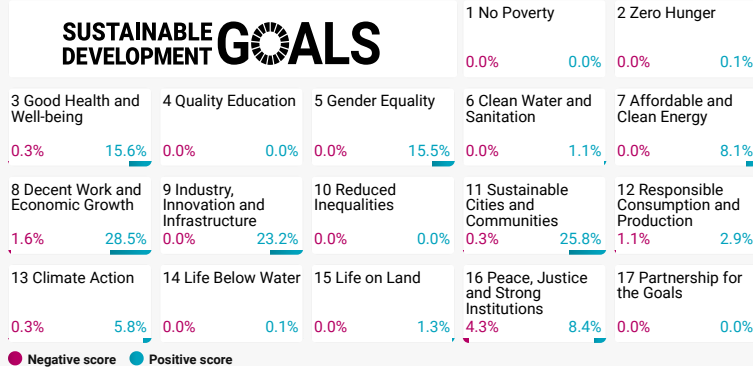 SUSTAINABLE
DEVELOPMENT
GOALS
1 No Poverty
0.0% 0.0%
2 Zero Hunger
0.0% 0.1%
3 Good Health and
Well-being
0.3% 15.6%
4 Quality Education
0.0% 0.0%
5 Gender Equality
0.0% 15.5%
6 Clean Water and
Sanitation
0.0% 1.1%
7 Affordable and
Clean Energy
0.0% 8.1%
8 Decent Work and
Economic Growth
1.6% 28.5%
9 Industry,
Innovation and
Infrastructure
0.0% 23.2%
10 Reduced
Inequalities
0.0% 0.0%
11 Sustainable
Cities and
Communities
0.3% 25.8%
12 Responsible
Consumption and
Production
1.1% 2.9%
13 Climate Action
0.3% 5.8%
14 Life Below Water
0.0% 0.1%
15 Life on Land
0.0% 1.3%
16 Peace, Justice
and Strong
Institutions
4.3% 8.4%
17 Partnership for
the Goals
0.0% 0.0%
Negative score Positive score